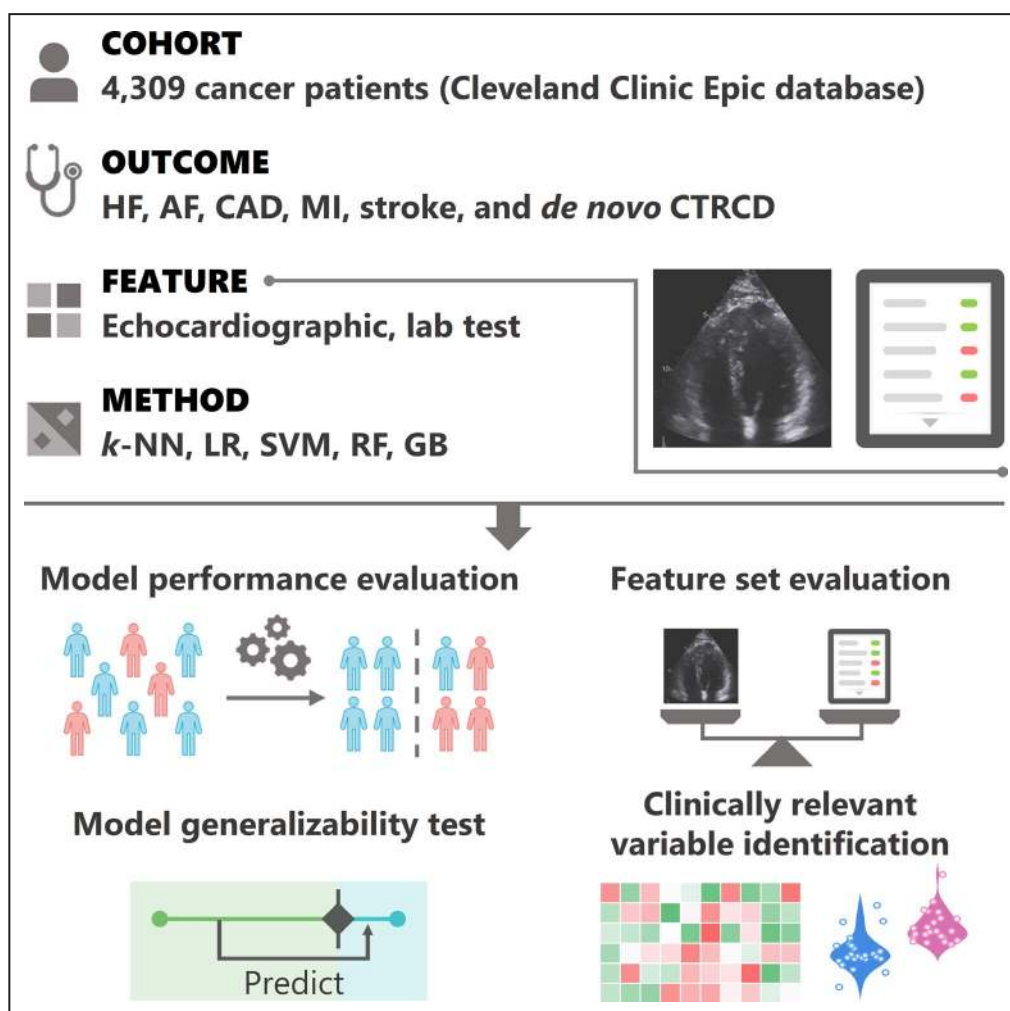 COHORT
4,309 cancer patients (Cleveland Clinic Epic database)
OUTCOME
HF, AF, CAD, MI, stroke, and de novo CTRCD
FEATURE
Echocardiographic, lab test
METHOD
k-NN, LR, SVM, RF, GB
Model performance evaluation
Feature set evaluation
Model generalizability test
Clinically relevant
variable identification
Predict